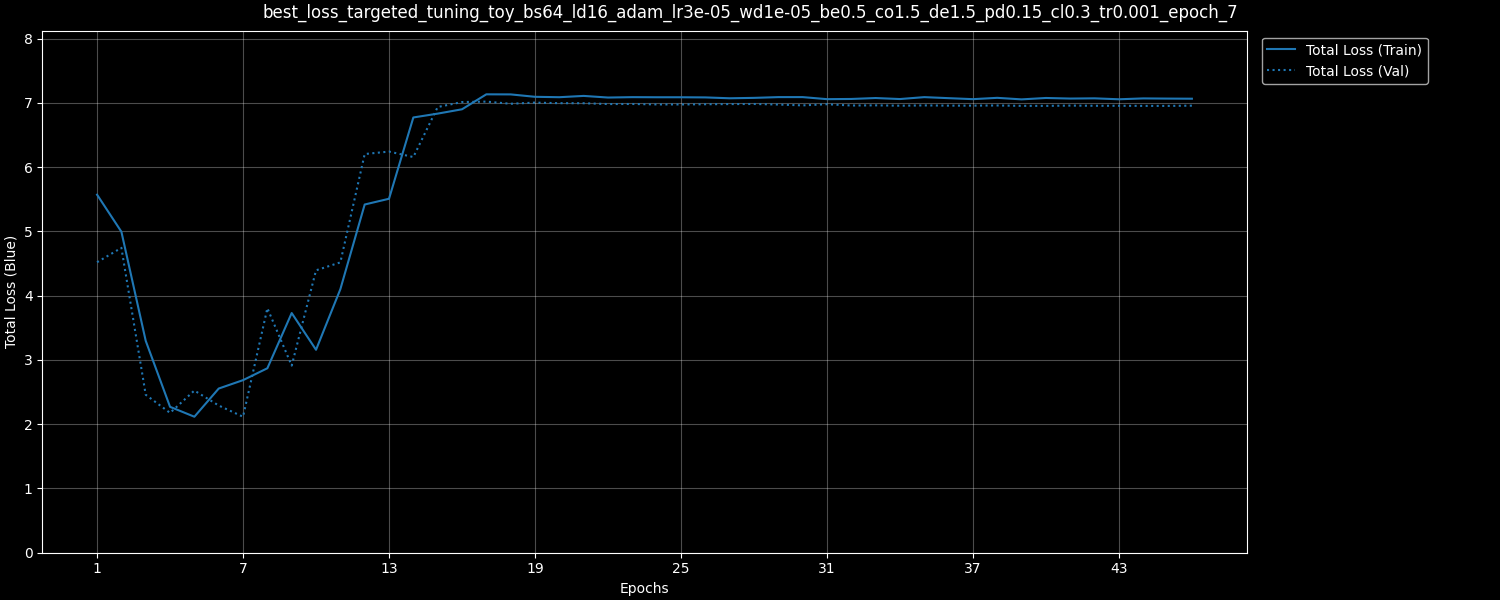 best_loss_targeted_tuning_toy_bs64_ld16_adam_lr3e-05_wd1e-05_be0.5_co1.5_de1.5_pd0.15_cl0.3_tr0.001_epoch_7
Total Loss (Train)
Total Loss (Val)
Total Loss (Blue)
8
7
6
5
4
3
2
1
0
1 7 13 19 25 31 37 43
Epochs